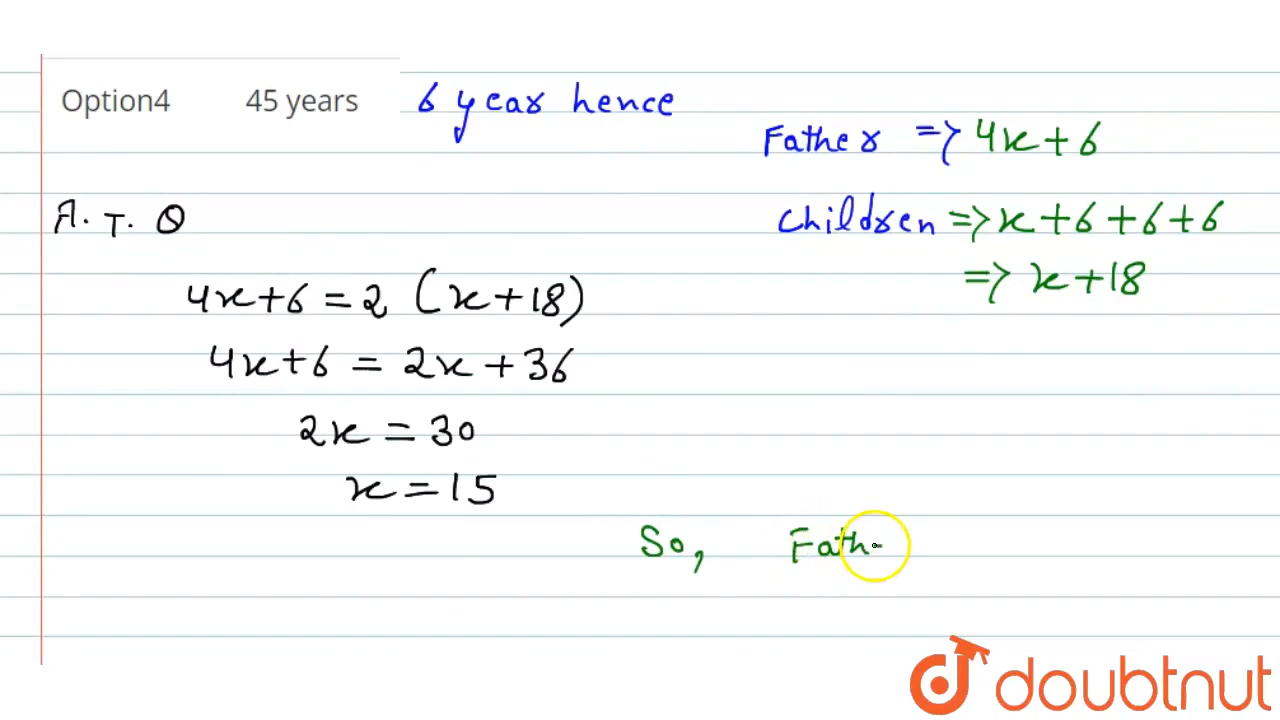 Option4 45 years 6 year hence
Father => 4x+6
A.T.Q
Children => x+6+6+6
=> x+18
4x+6 = 2 (x+18)
4x+6 = 2x+36
2x = 30
x = 15
So, Fath
doubtnut